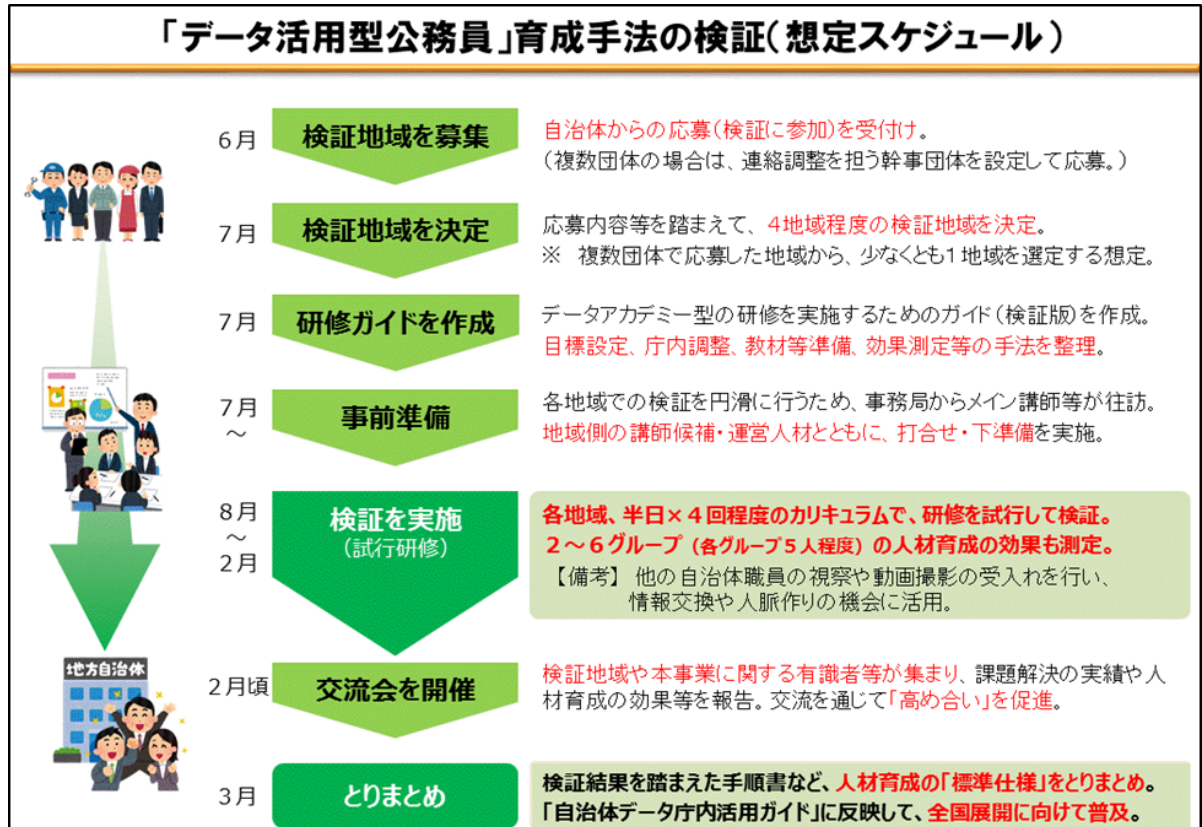 「データ活用型公務員」育成手法の検証(想定スケジュール)
6月
検証地域を募集
自治体からの応募(検証に参加)を受付け。
(複数団体の場合は、連絡調整を担う幹事団体を設定して応募。)
7月
検証地域を決定
応募内容等を踏まえて、4地域程度の検証地域を決定。
※ 複数団体で応募した地域から、少なくとも1地域を選定する想定。
7月
研修ガイドを作成
データアカデミー型の研修を実施するためのガイド(検証版)を作成。
目標設定、庁内調整、教材等準備、効果測定等の手法を整理。
7月
~
事前準備
各地域での検証を円滑に行うため、事務局からメイン講師等が往訪。
地域側の講師候補・運営人材とともに、打合せ・下準備を実施。
8月
~
2月
検証を実施
(試行研修)
各地域、半日×4回程度のカリキュラムで、研修を試行して検証。
2~6グループ(各グループ5人程度)の人材育成の効果も測定。
【備考】 他の自治体職員の視察や動画撮影の受入れを行い、
情報交換や人脈作りの機会に活用。
地方自治体
2月頃
交流会を開催
検証地域や本事業に関する有識者等が集まり、課題解決の実績や人
材育成の効果等を報告。交流を通じて「高め合い」を促進。
3月
とりまとめ
検証結果を踏まえた手順書など、人材育成の「標準仕様」をとりまとめ。
「自治体データ庁内活用ガイド」に反映して、全国展開に向けて普及。